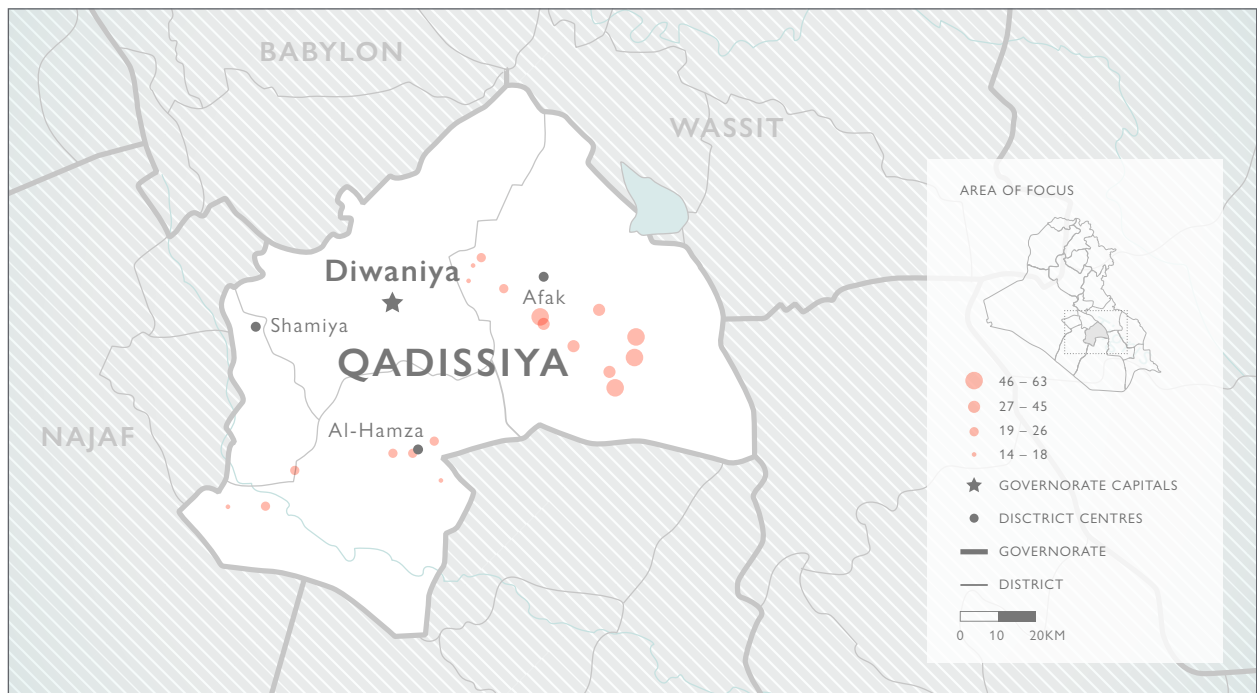 BABYLON
WASSIT
Diwaniya
Afak
Shamiya
QADISSIYA
NAJAF
Al-Hamza
AREA OF FOCUS
46 – 63
27 – 45
19 – 26
14 – 18
GOVERNORATE CAPITALS
DISCTRICT CENTRES
GOVERNORATE
DISTRICT
0 10 20KM